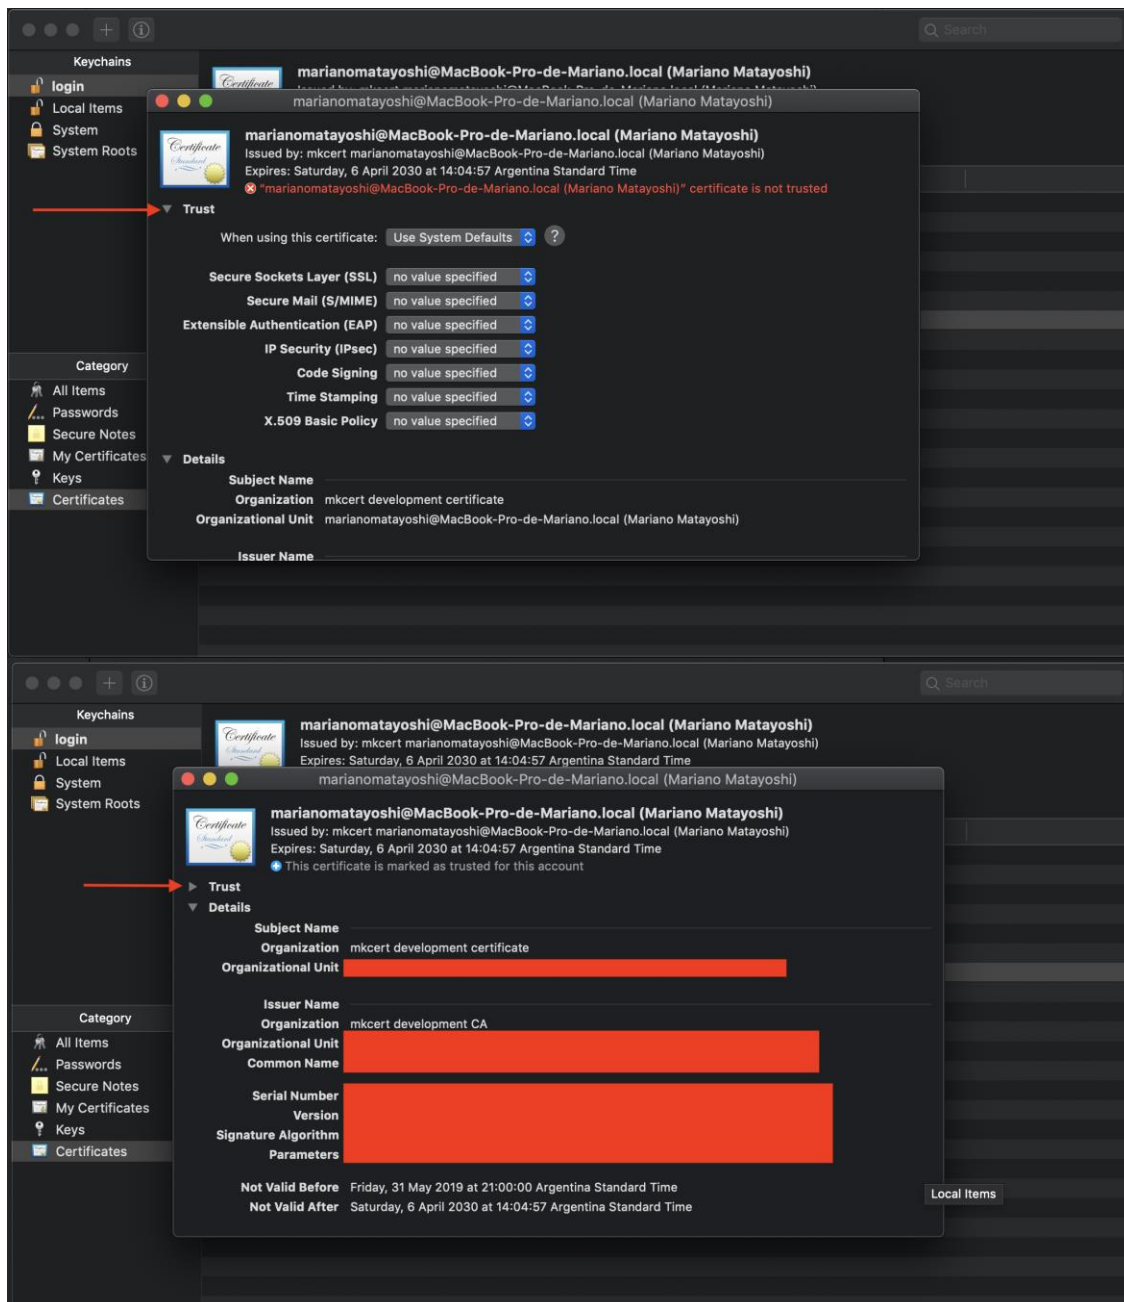 Search
Keychains
login
Local Items
System
System Roots
Certificate
marianomatayoshi@MacBook-Pro-de-Mariano.local (Mariano Matayoshi)
marianomatayoshi@MacBook-Pro-de-Mariano.local (Mariano Matayoshi)
Certificate
Standard
marianomatayoshi@MacBook-Pro-de-Mariano.local (Mariano Matayoshi)
Issued by: mkcert marianomatayoshi@MacBook-Pro-de-Mariano.local (Mariano Matayoshi)
Expires: Saturday, 6 April 2030 at 14:04:57 Argentina Standard Time
"marianomatayoshi@MacBook-Pro-de-Mariano.local (Mariano Matayoshi)" certificate is not trusted
Trust
When using this certificate: Use System Defaults ?
Secure Sockets Layer (SSL) no value specified
Secure Mail (S/MIME) no value specified
Extensible Authentication (EAP) no value specified
IP Security (IPsec) no value specified
Code Signing no value specified
Time Stamping no value specified
X.509 Basic Policy no value specified
Category
All Items
Passwords
Secure Notes
My Certificates
Keys
Certificates
Details
Subject Name
Organization mkcert development certificate
Organizational Unit marianomatayoshi@MacBook-Pro-de-Mariano.local (Mariano Matayoshi)
Issuer Name
Search
Keychains
login
Local Items
System
System Roots
Certificate
Standard
marianomatayoshi@MacBook-Pro-de-Mariano.local (Mariano Matayoshi)
Issued by: mkcert marianomatayoshi@MacBook-Pro-de-Mariano.local (Mariano Matayoshi)
Expires: Saturday, 6 April 2030 at 14:04:57 Argentina Standard Time
marianomatayoshi@MacBook-Pro-de-Mariano.local (Mariano Matayoshi)
Certificate
Standard
marianomatayoshi@MacBook-Pro-de-Mariano.local (Mariano Matayoshi)
Issued by: mkcert marianomatayoshi@MacBook-Pro-de-Mariano.local (Mariano Matayoshi)
Expires: Saturday, 6 April 2030 at 14:04:57 Argentina Standard Time
This certificate is marked as trusted for this account
Trust
Details
Subject Name
Organization mkcert development certificate
Organizational Unit
Issuer Name
Organization mkcert development CA
Organizational Unit
Common Name
Serial Number
Version
Signature Algorithm
Parameters
Not Valid Before Friday, 31 May 2019 at 21:00:00 Argentina Standard Time
Not Valid After Saturday, 6 April 2030 at 14:04:57 Argentina Standard Time
Category
All Items
Passwords
Secure Notes
My Certificates
Keys
Certificates
Local Items